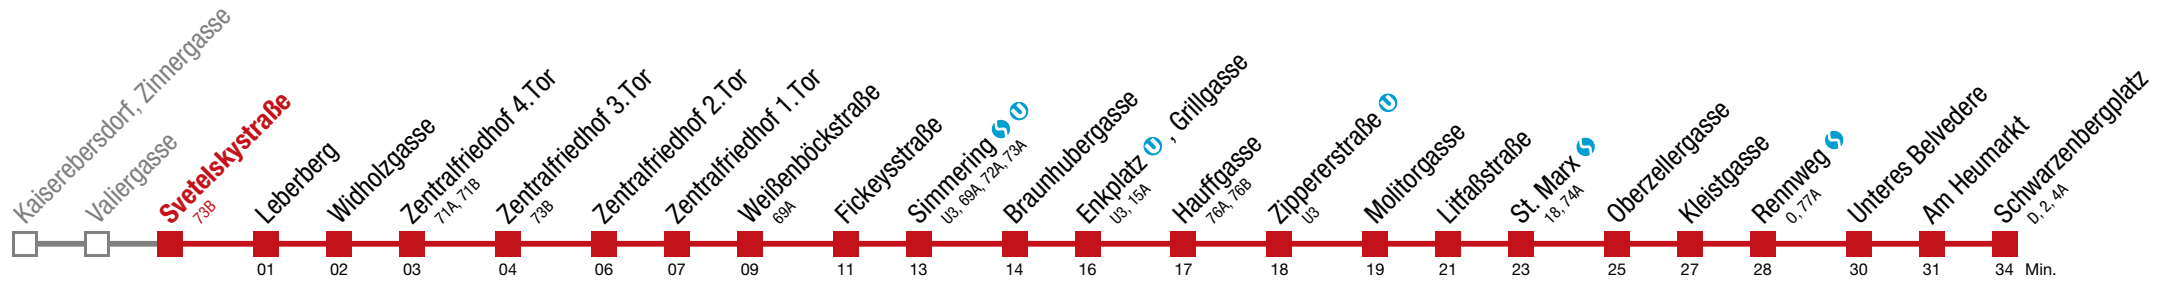 Kaiserebersdorf, Zinnergasse
Valiergasse
Svetelskystraße
73B
Leberberg
Widholzgasse
Zentralfriedhof 4.Tor
71A, 71B
Zentralfriedhof 3.Tor
73B
Zentralfriedhof 2.Tor
Zentralfriedhof 1.Tor
Weißenböckstraße
69A
Fickeysstraße
Simmering S U
U3, 69A, 72A, 73A
Braunhubergasse
Enkplatz U , Grillgasse
U3, 15A
Hauffgasse
76A, 76B
Zippererstraße U
U3
Molitorgasse
Litfaßstraße
St. Marx S
18, 74A
Oberzellergasse
Kleistgasse
Rennweg S
O, 77A
Unteres Belvedere
Am Heumarkt
Schwarzenbergplatz
D, 2, 4A
01 02 03 04 06 07 09 11 13 14 16 17 18 19 21 23 25 27 28 30 31 34 Min.